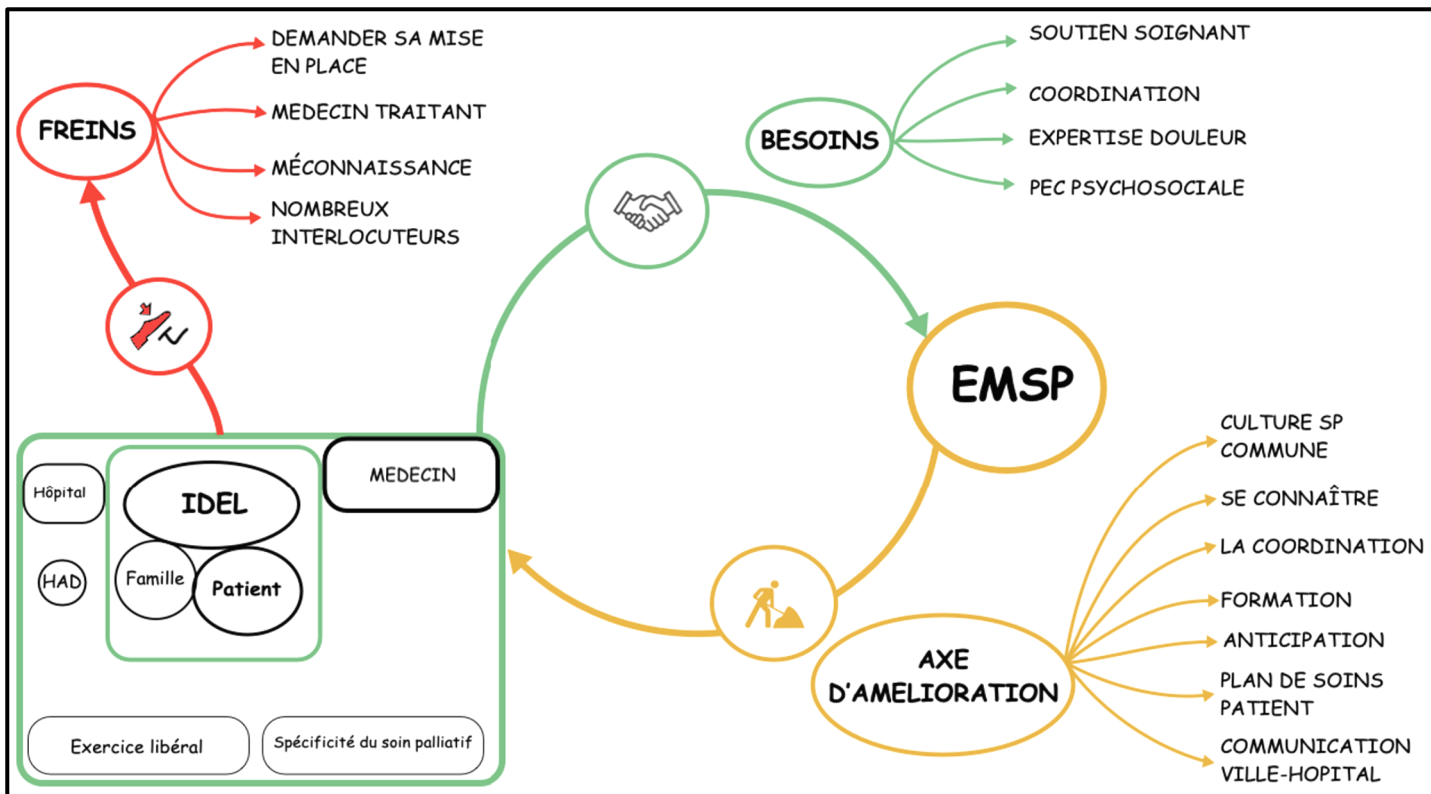 FREINS
DEMANDER SA MISE
EN PLACE
MEDECIN TRAITANT
MÉCONNAISSANCE
NOMBREUX
INTERLOCUTEURS
BESOINS
SOUTIEN SOIGNANT
COORDINATION
EXPERTISE DOULEUR
PEC PSYCHOSOCIALE
EMSP
Hôpital
HAD
IDEL
Famille
Patient
MEDECIN
Exercice libéral
Spécificité du soin palliatif
AXE
D'AMELIORATION
CULTURE SP
COMMUNE
SE CONNAÎTRE
LA COORDINATION
FORMATION
ANTICIPATION
PLAN DE SOINS
PATIENT
COMMUNICATION
VILLE-HOPITAL